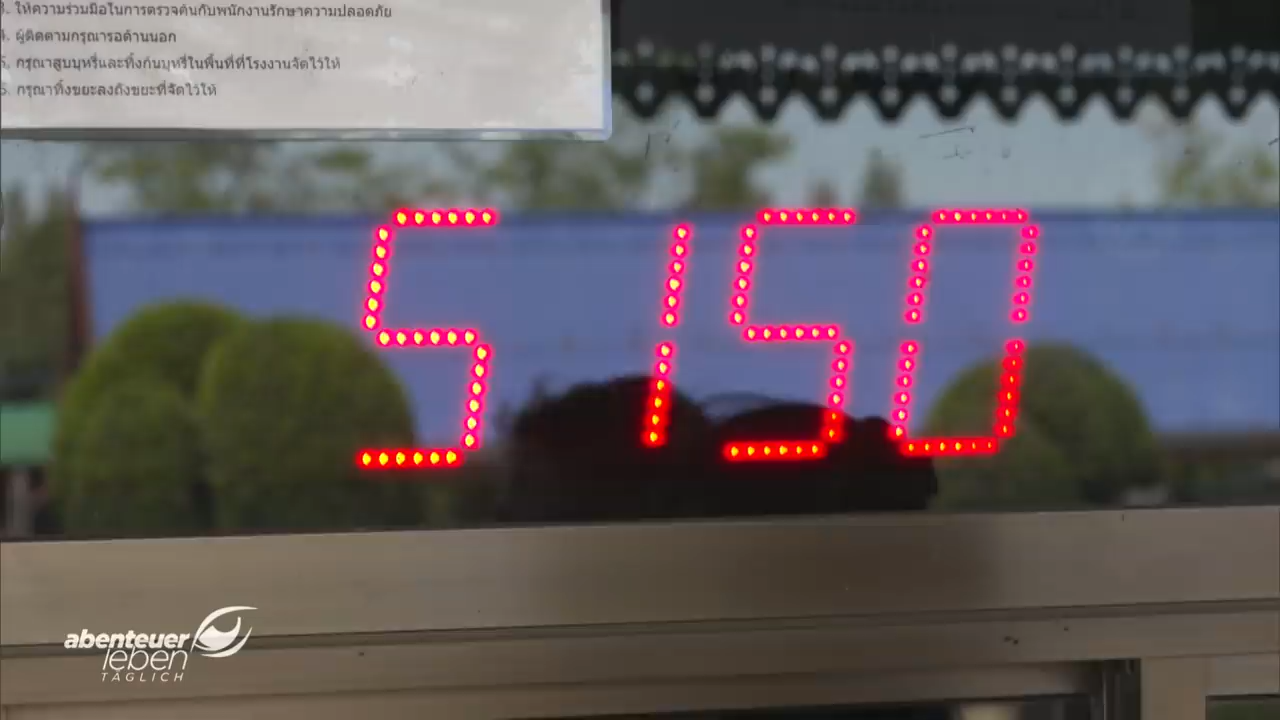 3. ให้ความร่วมมือในการตรวจค้นกับพนักงานรักษาความปลอดภัย
4. ผู้ติดตามกรุณารอด้านนอก
5. กรุณาสูบบุหรี่และทิ้งก้นบุหรี่ในพื้นที่ที่โรงงานจัดไว้ให้
6. กรุณาทิ้งขยะลงถังขยะที่จัดไว้ให้
5150
abenteuer
leben
TÄGLICH